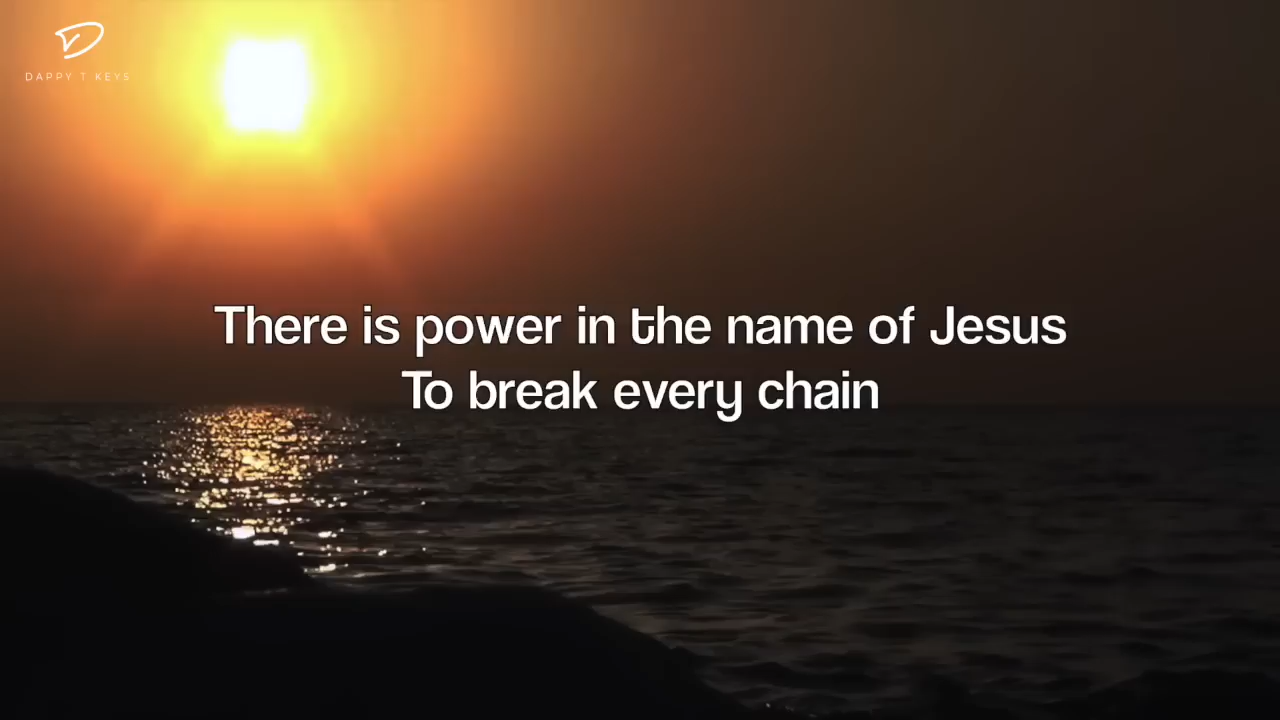 DAPPY T KEYS
There is power in the name of Jesus
To break every chain